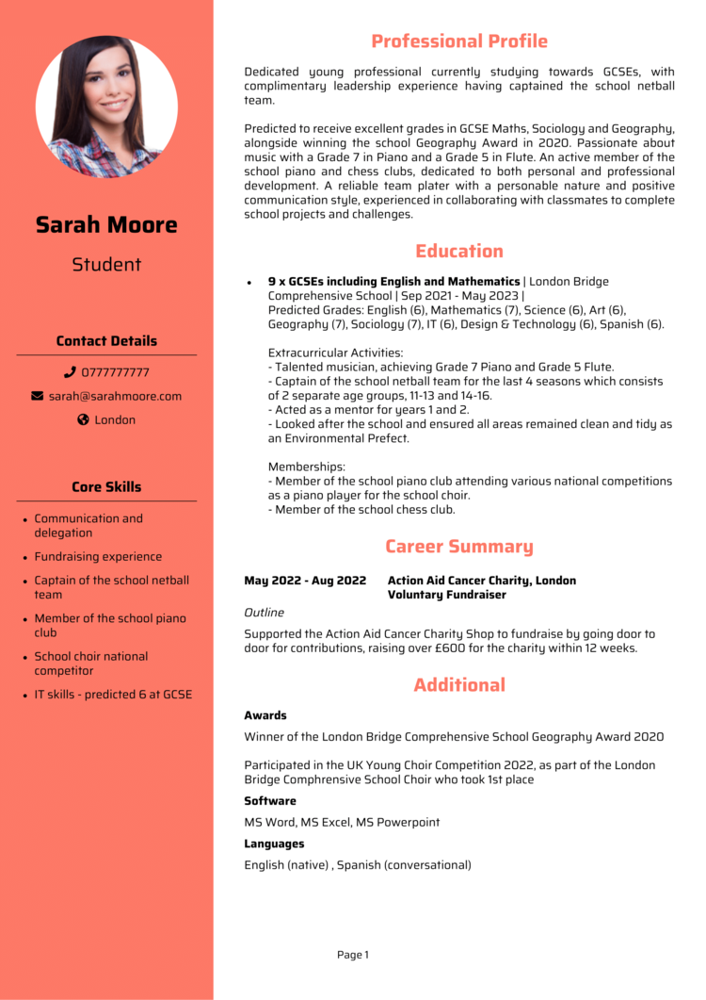 Sarah Moore
Student
Contact Details
0777777777
sarah@sarahmoore.com
London
Core Skills
• Communication and
delegation
• Fundraising experience
• Captain of the school netball
team
• Member of the school piano
club
• School choir national
competitor
• IT skills - predicted 6 at GCSE
Professional Profile
Dedicated young professional currently studying towards GCSEs, with
complimentary leadership experience having captained the school netball
team.
Predicted to receive excellent grades in GCSE Maths, Sociology and Geography,
alongside winning the school Geography Award in 2020. Passionate about
music with a Grade 7 in Piano and a Grade 5 in Flute. An active member of the
school piano and chess clubs, dedicated to both personal and professional
development. A reliable team plater with a personable nature and positive
communication style, experienced in collaborating with classmates to complete
school projects and challenges.
Education
• 9 x GCSEs including English and Mathematics | London Bridge
Comprehensive School | Sep 2021 - May 2023 |
Predicted Grades: English (6), Mathematics (7), Science (6), Art (6),
Geography (7), Sociology (7), IT (6), Design & Technology (6), Spanish (6).
Extracurricular Activities:
- Talented musician, achieving Grade 7 Piano and Grade 5 Flute.
- Captain of the school netball team for the last 4 seasons which consists
of 2 separate age groups, 11-13 and 14-16.
- Acted as a mentor for years 1 and 2.
- Looked after the school and ensured all areas remained clean and tidy as
an Environmental Prefect.
Memberships:
- Member of the school piano club attending various national competitions
as a piano player for the school choir.
- Member of the school chess club.
Career Summary
May 2022 - Aug 2022 Action Aid Cancer Charity, London
Voluntary Fundraiser
Outline
Supported the Action Aid Cancer Charity Shop to fundraise by going door to
door for contributions, raising over £600 for the charity within 12 weeks.
Additional
Awards
Winner of the London Bridge Comprehensive School Geography Award 2020
Participated in the UK Young Choir Competition 2022, as part of the London
Bridge Comphrensive School Choir who took 1st place
Software
MS Word, MS Excel, MS Powerpoint
Languages
English (native) , Spanish (conversational)
Page 1